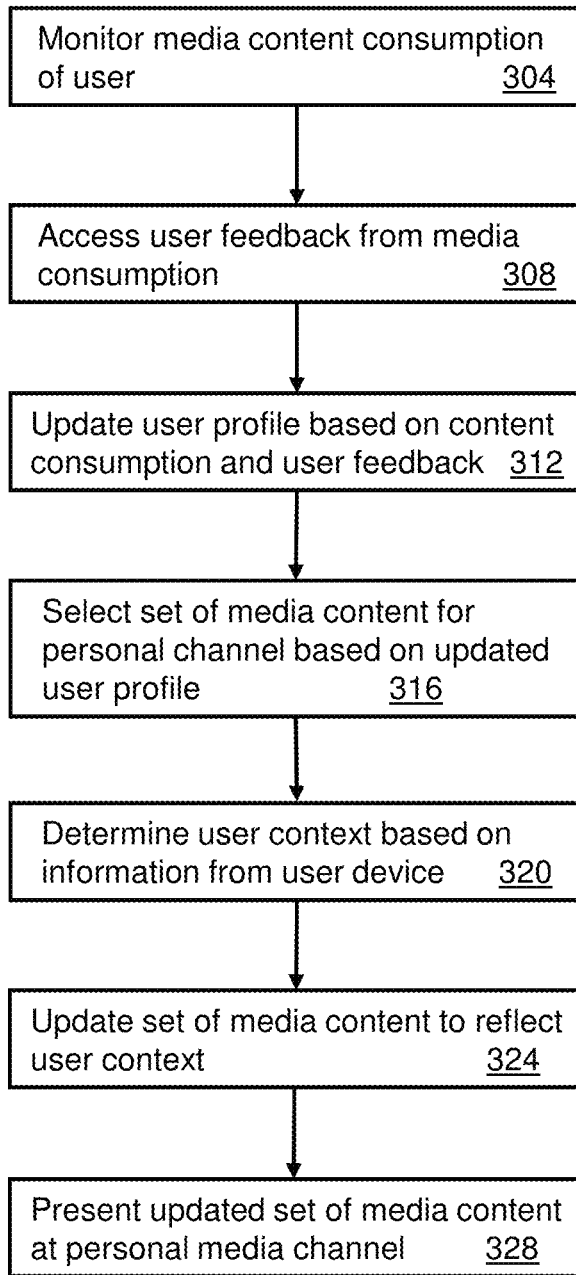 Monitor media content consumption
of user 304
Access user feedback from media
consumption 308
Update user profile based on content
consumption and user feedback 312
Select set of media content for
personal channel based on updated
user profile 316
Determine user context based on
information from user device 320
Update set of media content to reflect
user context 324
Present updated set of media content
at personal media channel 328